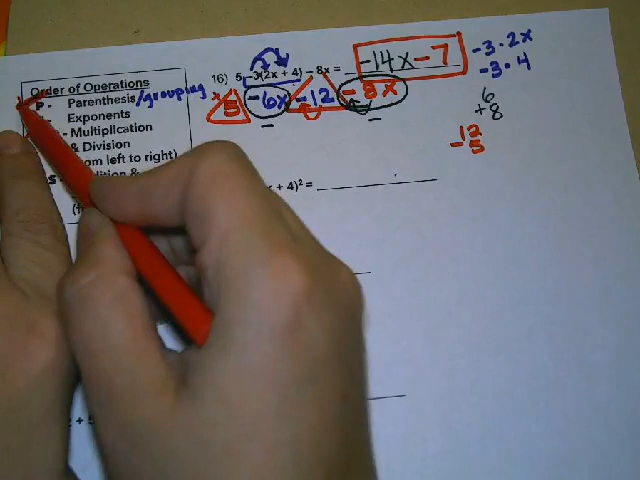 Order of Operations
P - Parenthesis/grouping
Exponents
- Multiplication
& Division
from left to right)
16) 5 -3(2x + 4) - 8x =
-14x - 7
5 -6x -12 -8x
-3 · 2x
-3 · 4
6
+8
12
-5
+ 4)² =
+ 5